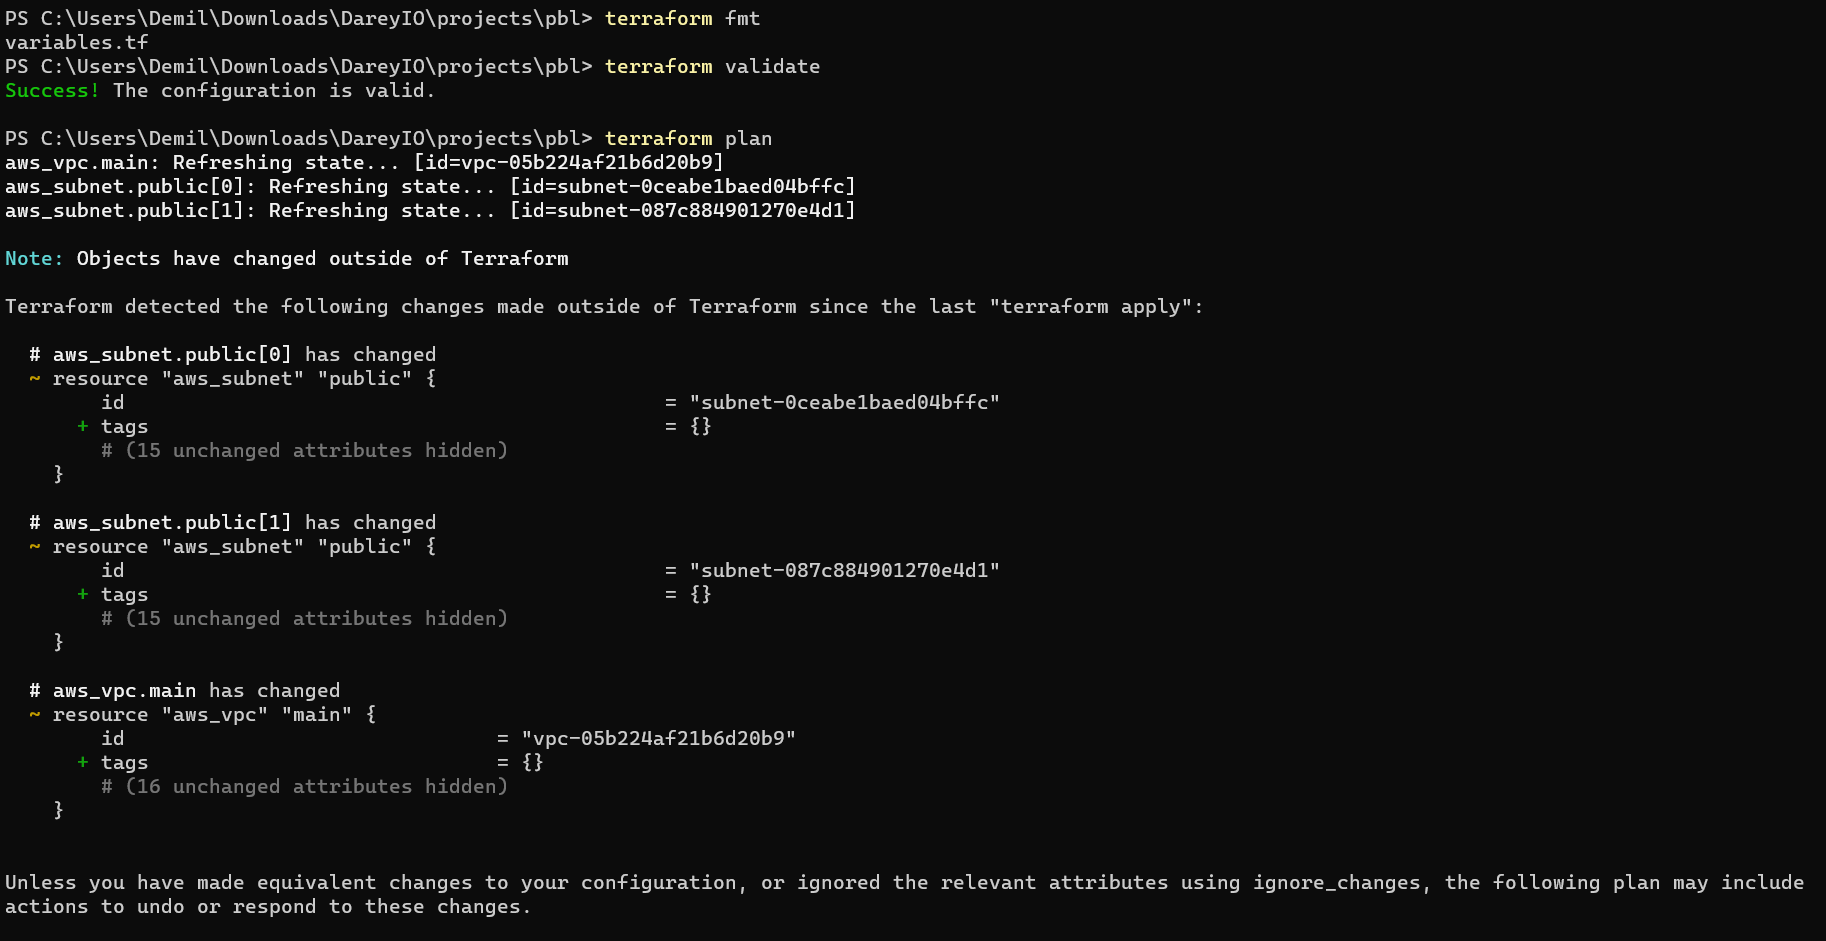 PS C:\Users\Demil\Downloads\DareyIO\projects\pbl> terraform fmt
variables.tf
PS C:\Users\Demil\Downloads\DareyIO\projects\pbl> terraform validate
Success! The configuration is valid.

PS C:\Users\Demil\Downloads\DareyIO\projects\pbl> terraform plan
aws_vpc.main: Refreshing state... [id=vpc-05b224af21b6d20b9]
aws_subnet.public[0]: Refreshing state... [id=subnet-0ceabe1baed04bffc]
aws_subnet.public[1]: Refreshing state... [id=subnet-087c884901270e4d1]

Note: Objects have changed outside of Terraform

Terraform detected the following changes made outside of Terraform since the last "terraform apply":

  # aws_subnet.public[0] has changed
  ~ resource "aws_subnet" "public" {
        id                                             = "subnet-0ceabe1baed04bffc"
      + tags                                           = {}
        # (15 unchanged attributes hidden)
    }

  # aws_subnet.public[1] has changed
  ~ resource "aws_subnet" "public" {
        id                                             = "subnet-087c884901270e4d1"
      + tags                                           = {}
        # (15 unchanged attributes hidden)
    }

  # aws_vpc.main has changed
  ~ resource "aws_vpc" "main" {
        id                               = "vpc-05b224af21b6d20b9"
      + tags                             = {}
        # (16 unchanged attributes hidden)
    }

Unless you have made equivalent changes to your configuration, or ignored the relevant attributes using ignore_changes, the following plan may include
actions to undo or respond to these changes.